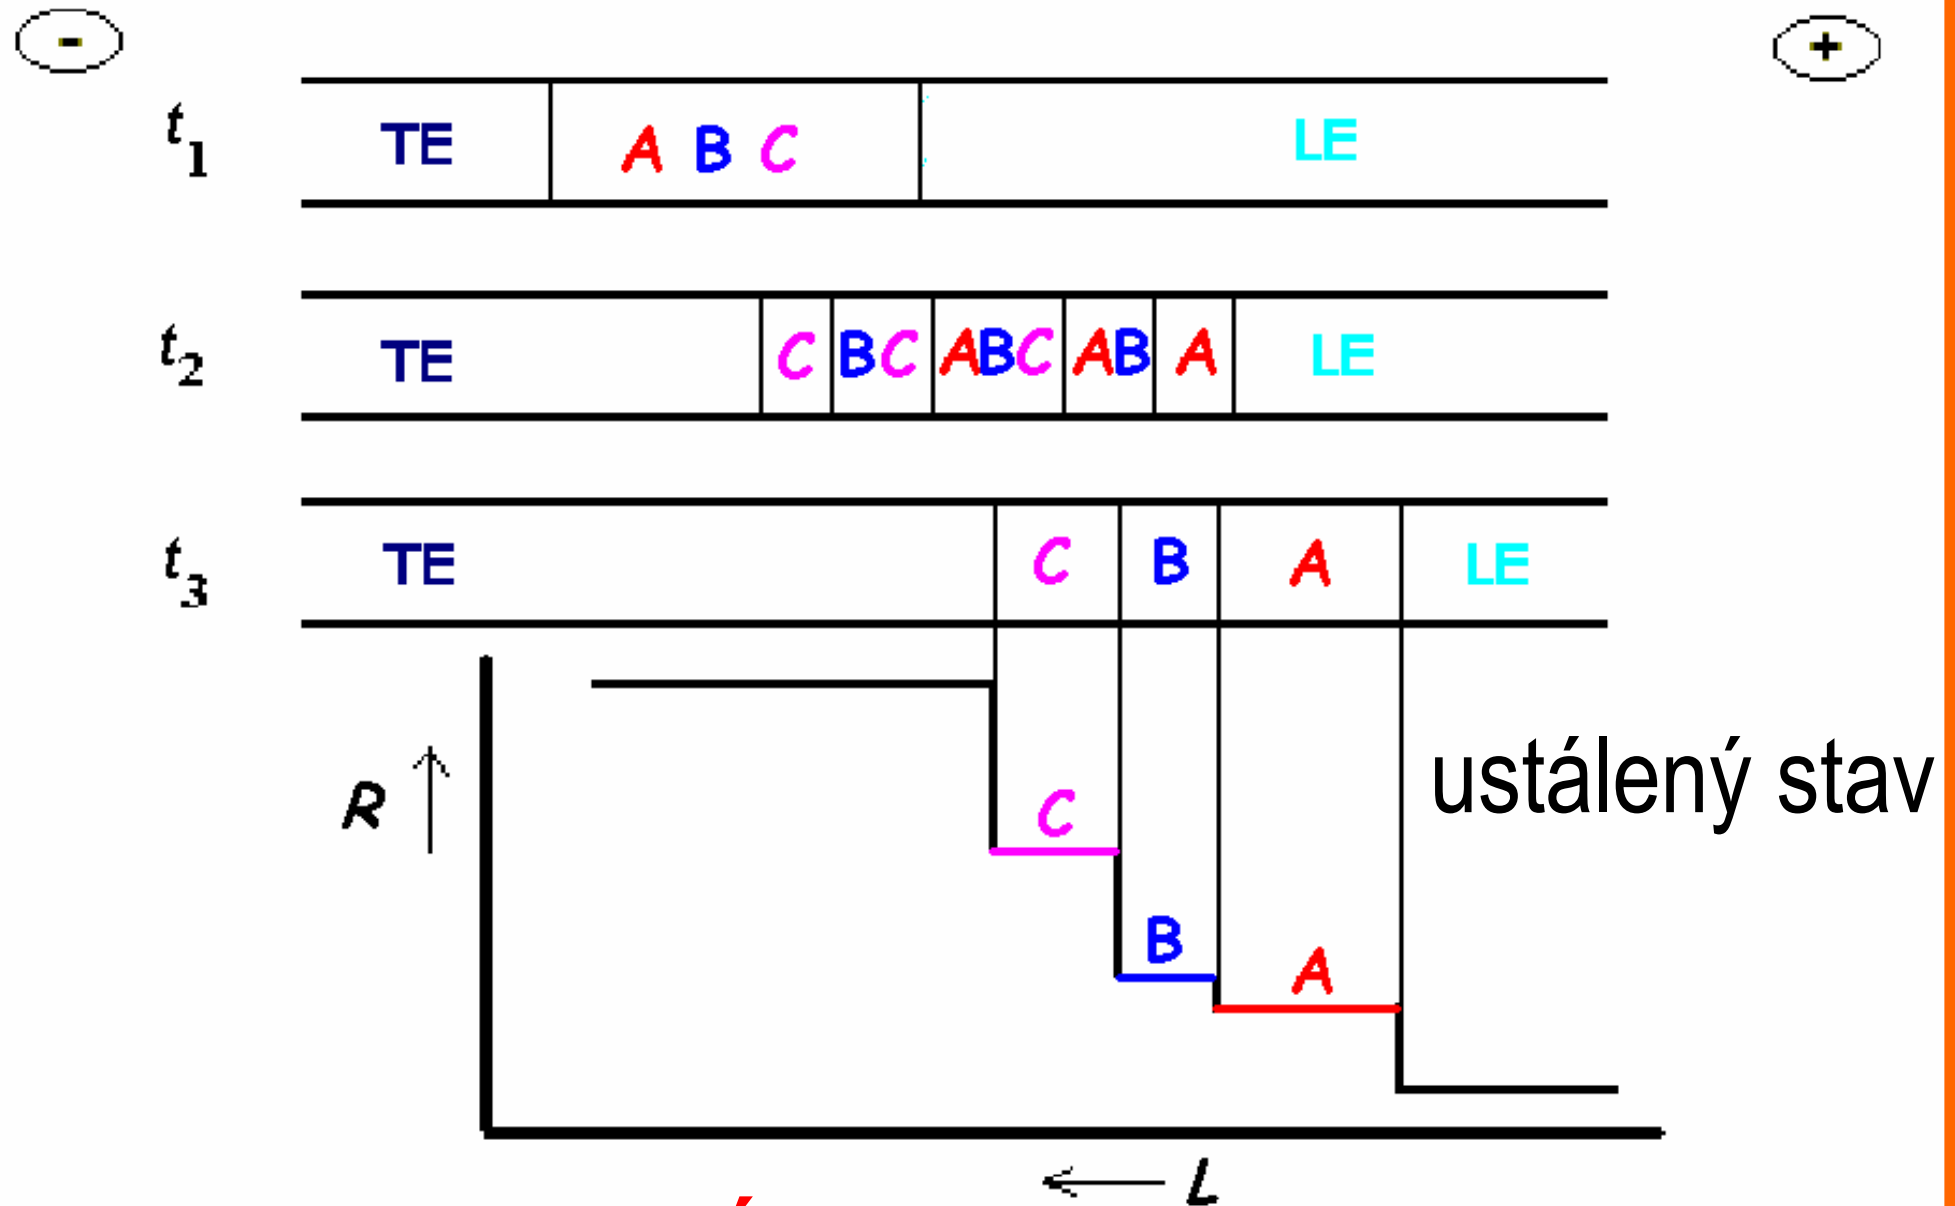 - +
t1 TE A B C LE
t2 TE C BC ABC AB A LE
t3 TE C B A LE
R ↑
C
ustálený stav
B
A
← L